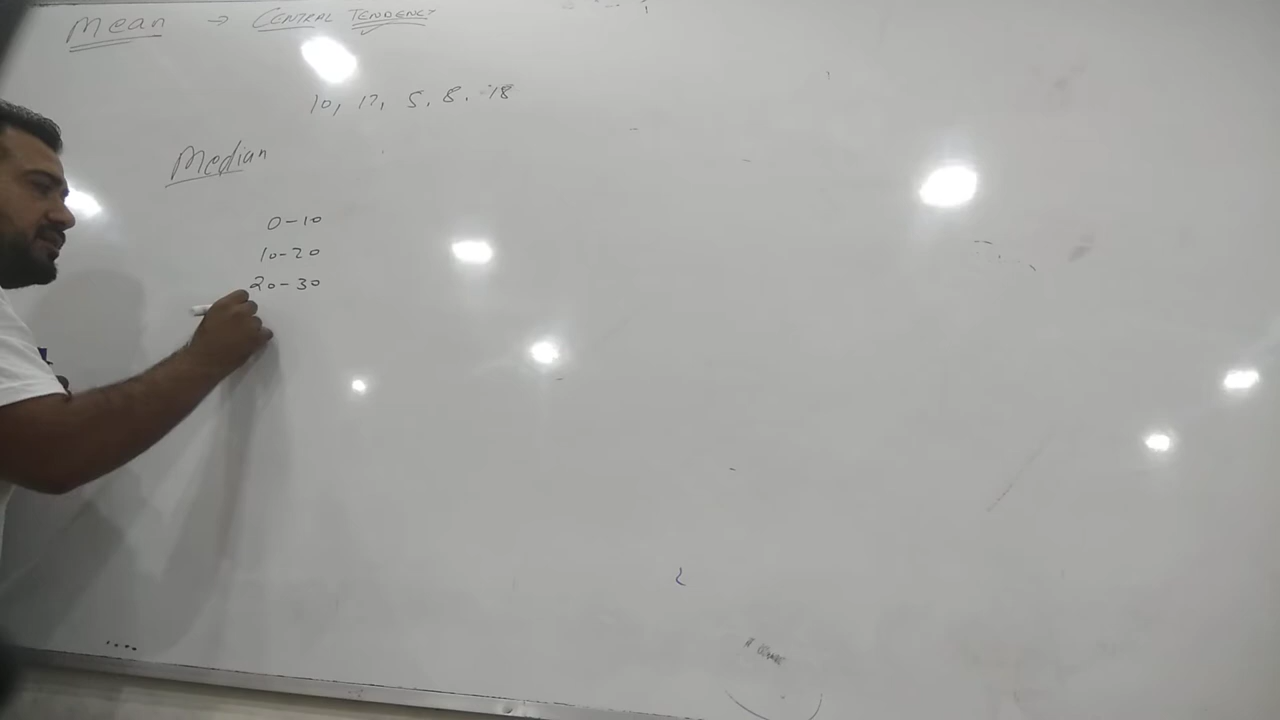 Mean → CENTRAL TENDENCY
10, 17, 5, 8, 18
Median
0-10
10-20
20-30